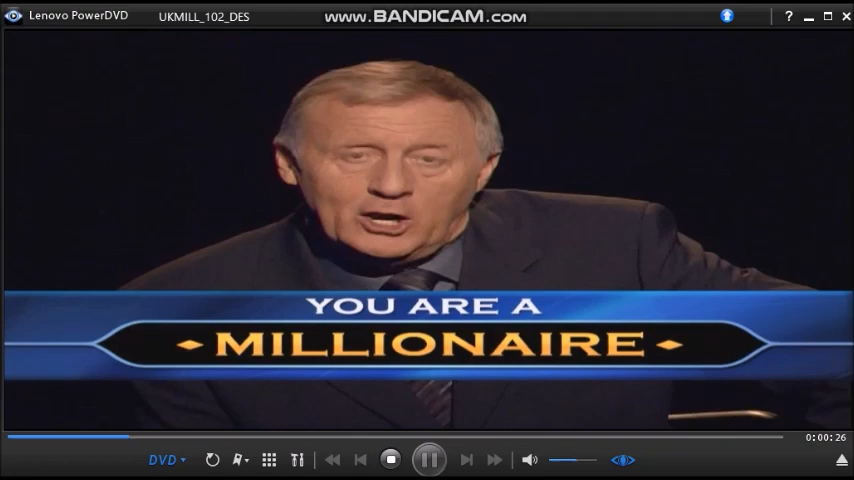 Lenovo PowerDVD UKMILL_102_DES www.BANDICAM.com ?
YOU ARE A
MILLIONAIRE
0:00:26
DVD